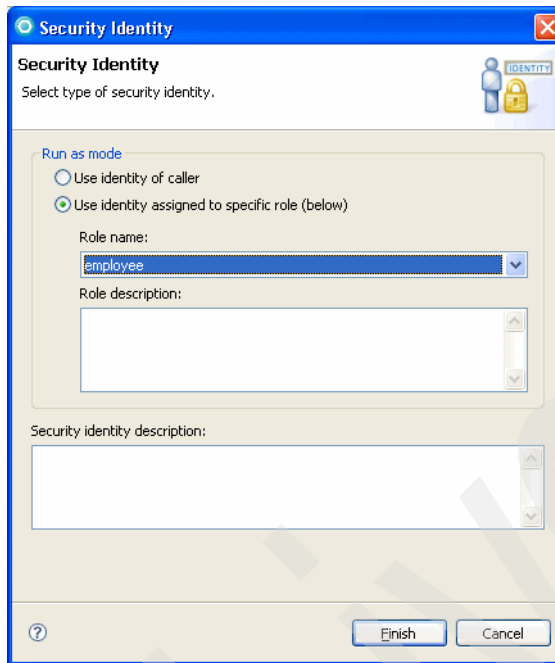 Security Identity
Security Identity
IDENTITY
Select type of security identity.
Run as mode
Use identity of caller
Use identity assigned to specific role (below)
Role name:
employee
Role description:
Security identity description:
?
Finish
Cancel